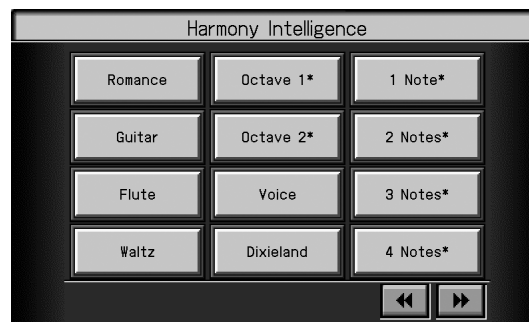 Harmony Intelligence
Romance Octave 1* 1 Note*
Guitar Octave 2* 2 Notes*
Flute Voice 3 Notes*
Waltz Dixieland 4 Notes*